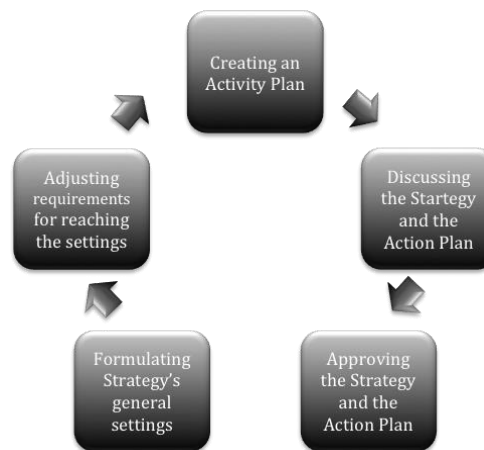 Creating an
Activity Plan
Adjusting
requirements
for reaching
the settings
Discussing
the Startegy
and the
Action Plan
Formulating
Strategy's
general
settings
Approving
the Strategy
and the
Action Plan